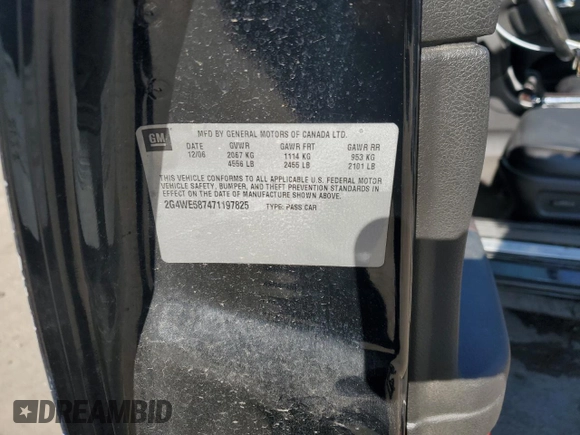 GM
MFD BY GENERAL MOTORS OF CANADA LTD.
DATE GVWR GAWR FRT GAWR RR
12/06 2067 KG 1114 KG 953 KG
4556 LB 2455 LB 2101 LB
THIS VEHICLE CONFORMS TO ALL APPLICABLE U.S. FEDERAL MOTOR
VEHICLE SAFETY, BUMPER, AND THEFT PREVENTION STANDARDS IN
EFFECT ON THE DATE OF MANUFACTURE SHOWN ABOVE.
2G4WE587471197825 TYPE: PASS CAR
DREAMBID